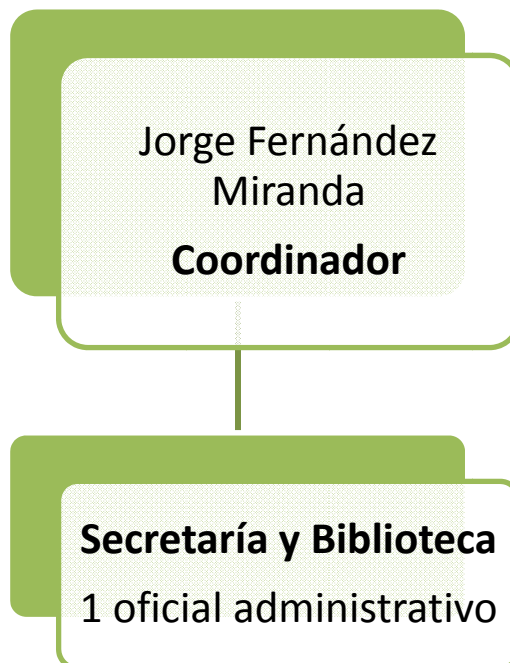 Jorge Fernández
Miranda
Coordinador
Secretaría y Biblioteca
1 oficial administrativo